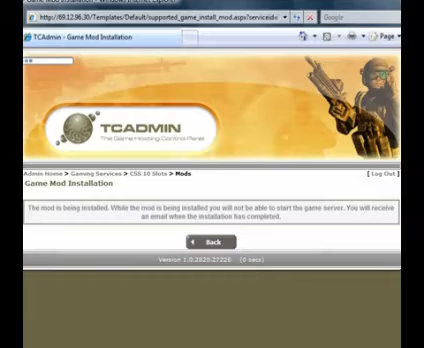 http://69.12.96.30/Templates/Default/supported_game_install_mod.aspx?serviceid=
Google
TCAdmin - Game Mod Installation
Page
TCADMIN
The Game Hosting Control Panel
Admin Home > Gaming Services > CSS 10 Slots > Mods
[ Log Out ]
Game Mod Installation
The mod is being installed. While the mod is being installed you will not be able to start the game server. You will receive
an email when the installation has completed.
Back
Version 1.0.2620.27226 (0 secs)